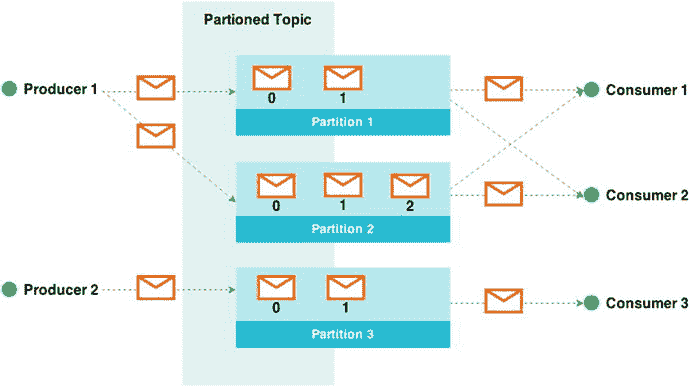 Partioned Topic
Producer 1
0 1
Partition 1
Consumer 1
0 1 2
Partition 2
Consumer 2
Producer 2
0 1
Partition 3
Consumer 3